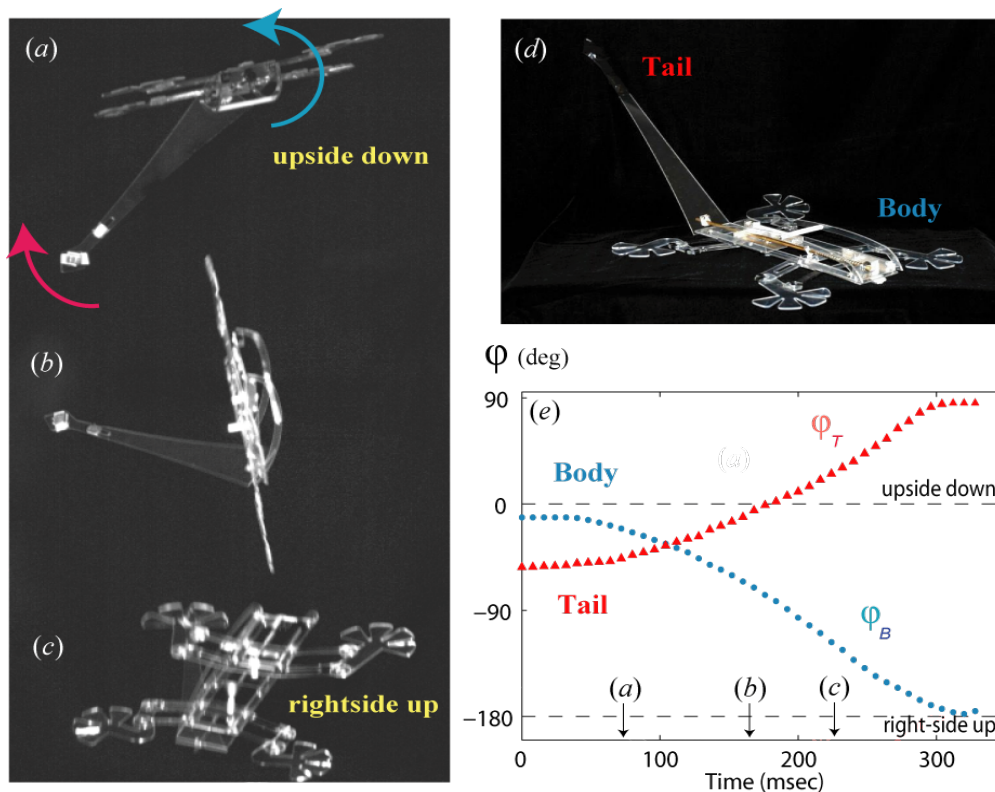 (a)
upside down
(b)
(c)
rightside up
(d)
Tail
Body
φ (deg)
90
(e)
φT
(a)
Body
upside down
0
Tail
−90
φB
(a)
(b)
(c)
−180
right-side up
0
100
200
300
Time (msec)